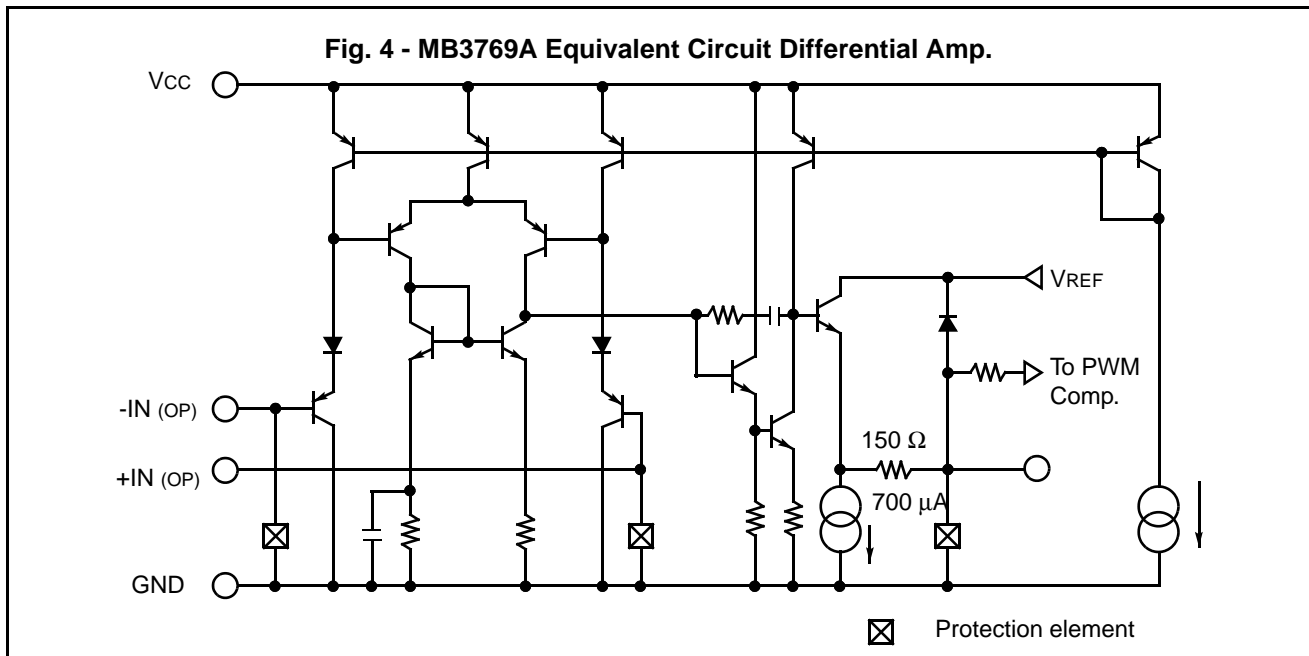 Fig. 4 - MB3769A Equivalent Circuit Differential Amp.
VCC
VREF
To PWM
Comp.
-IN (OP)
150 Ω
+IN (OP)
700 μA
GND
Protection element